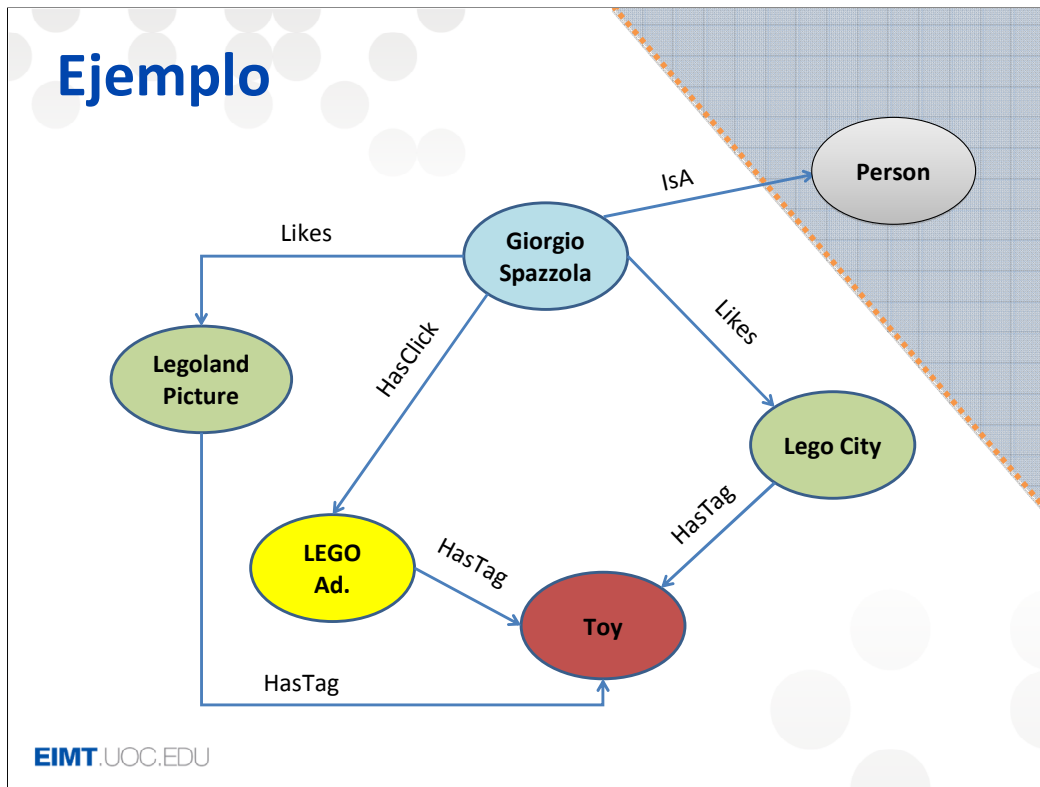 Ejemplo
Person
IsA
Likes
Giorgio
Spazzola
Likes
HasClick
Legoland
Picture
Lego City
HasTag
HasTag
LEGO
Ad.
Toy
HasTag
EIMT.UOC.EDU